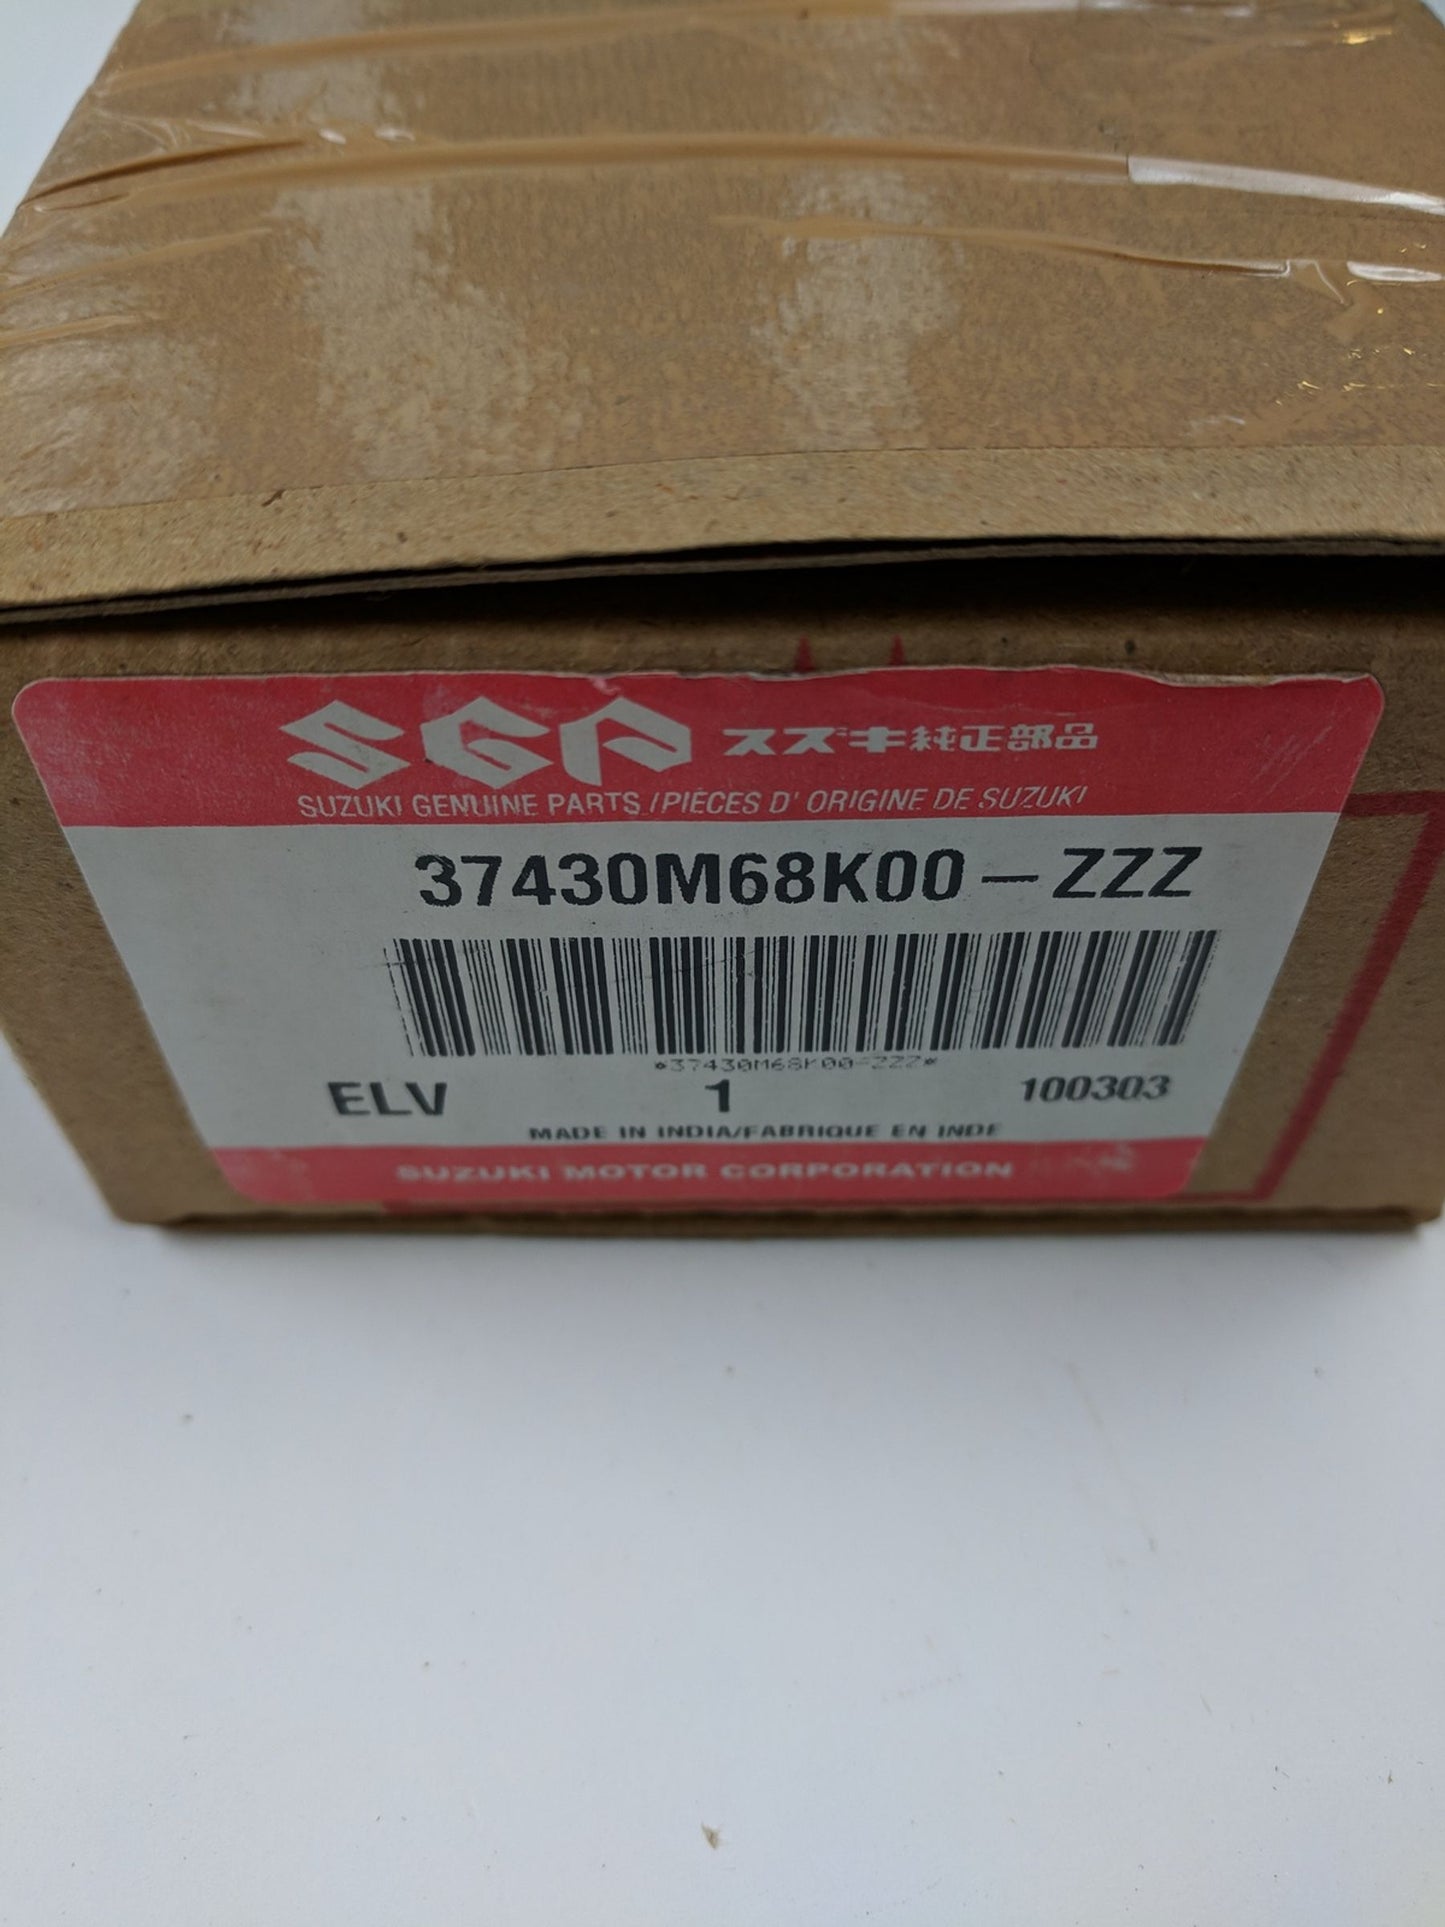 SGP スズキ純正部品
SUZUKI GENUINE PARTS / PIÈCES D' ORIGINE DE SUZUKI
37430M68K00-ZZZ
*37430M68K00-ZZZ*
ELV 1 100303
MADE IN INDIA/FABRIQUE EN INDE
SUZUKI MOTOR CORPORATION